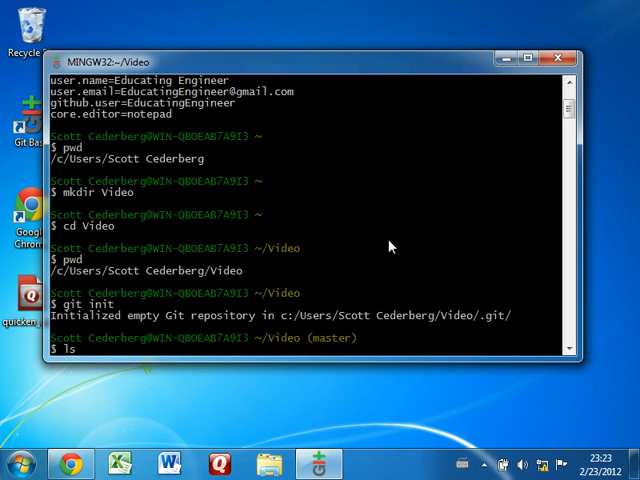 Recycle
MINGW32:~/Video
user.name=Educating Engineer
user.email=EducatingEngineer@gmail.com
github.user=EducatingEngineer
core.editor=notepad
Scott Cederberg@WIN-QBOEAB7A9I3 ~
$ pwd
/c/Users/Scott Cederberg
Scott Cederberg@WIN-QBOEAB7A9I3 ~
$ mkdir Video
Scott Cederberg@WIN-QBOEAB7A9I3 ~
$ cd Video
Scott Cederberg@WIN-QBOEAB7A9I3 ~/Video
$ pwd
/c/Users/Scott Cederberg/Video
Scott Cederberg@WIN-QBOEAB7A9I3 ~/Video
$ git init
Initialized empty Git repository in c:/Users/Scott Cederberg/Video/.git/
Scott Cederberg@WIN-QBOEAB7A9I3 ~/Video (master)
$ ls
Git Bas
Google
Chrom
quicken_
23:23
2/23/2012